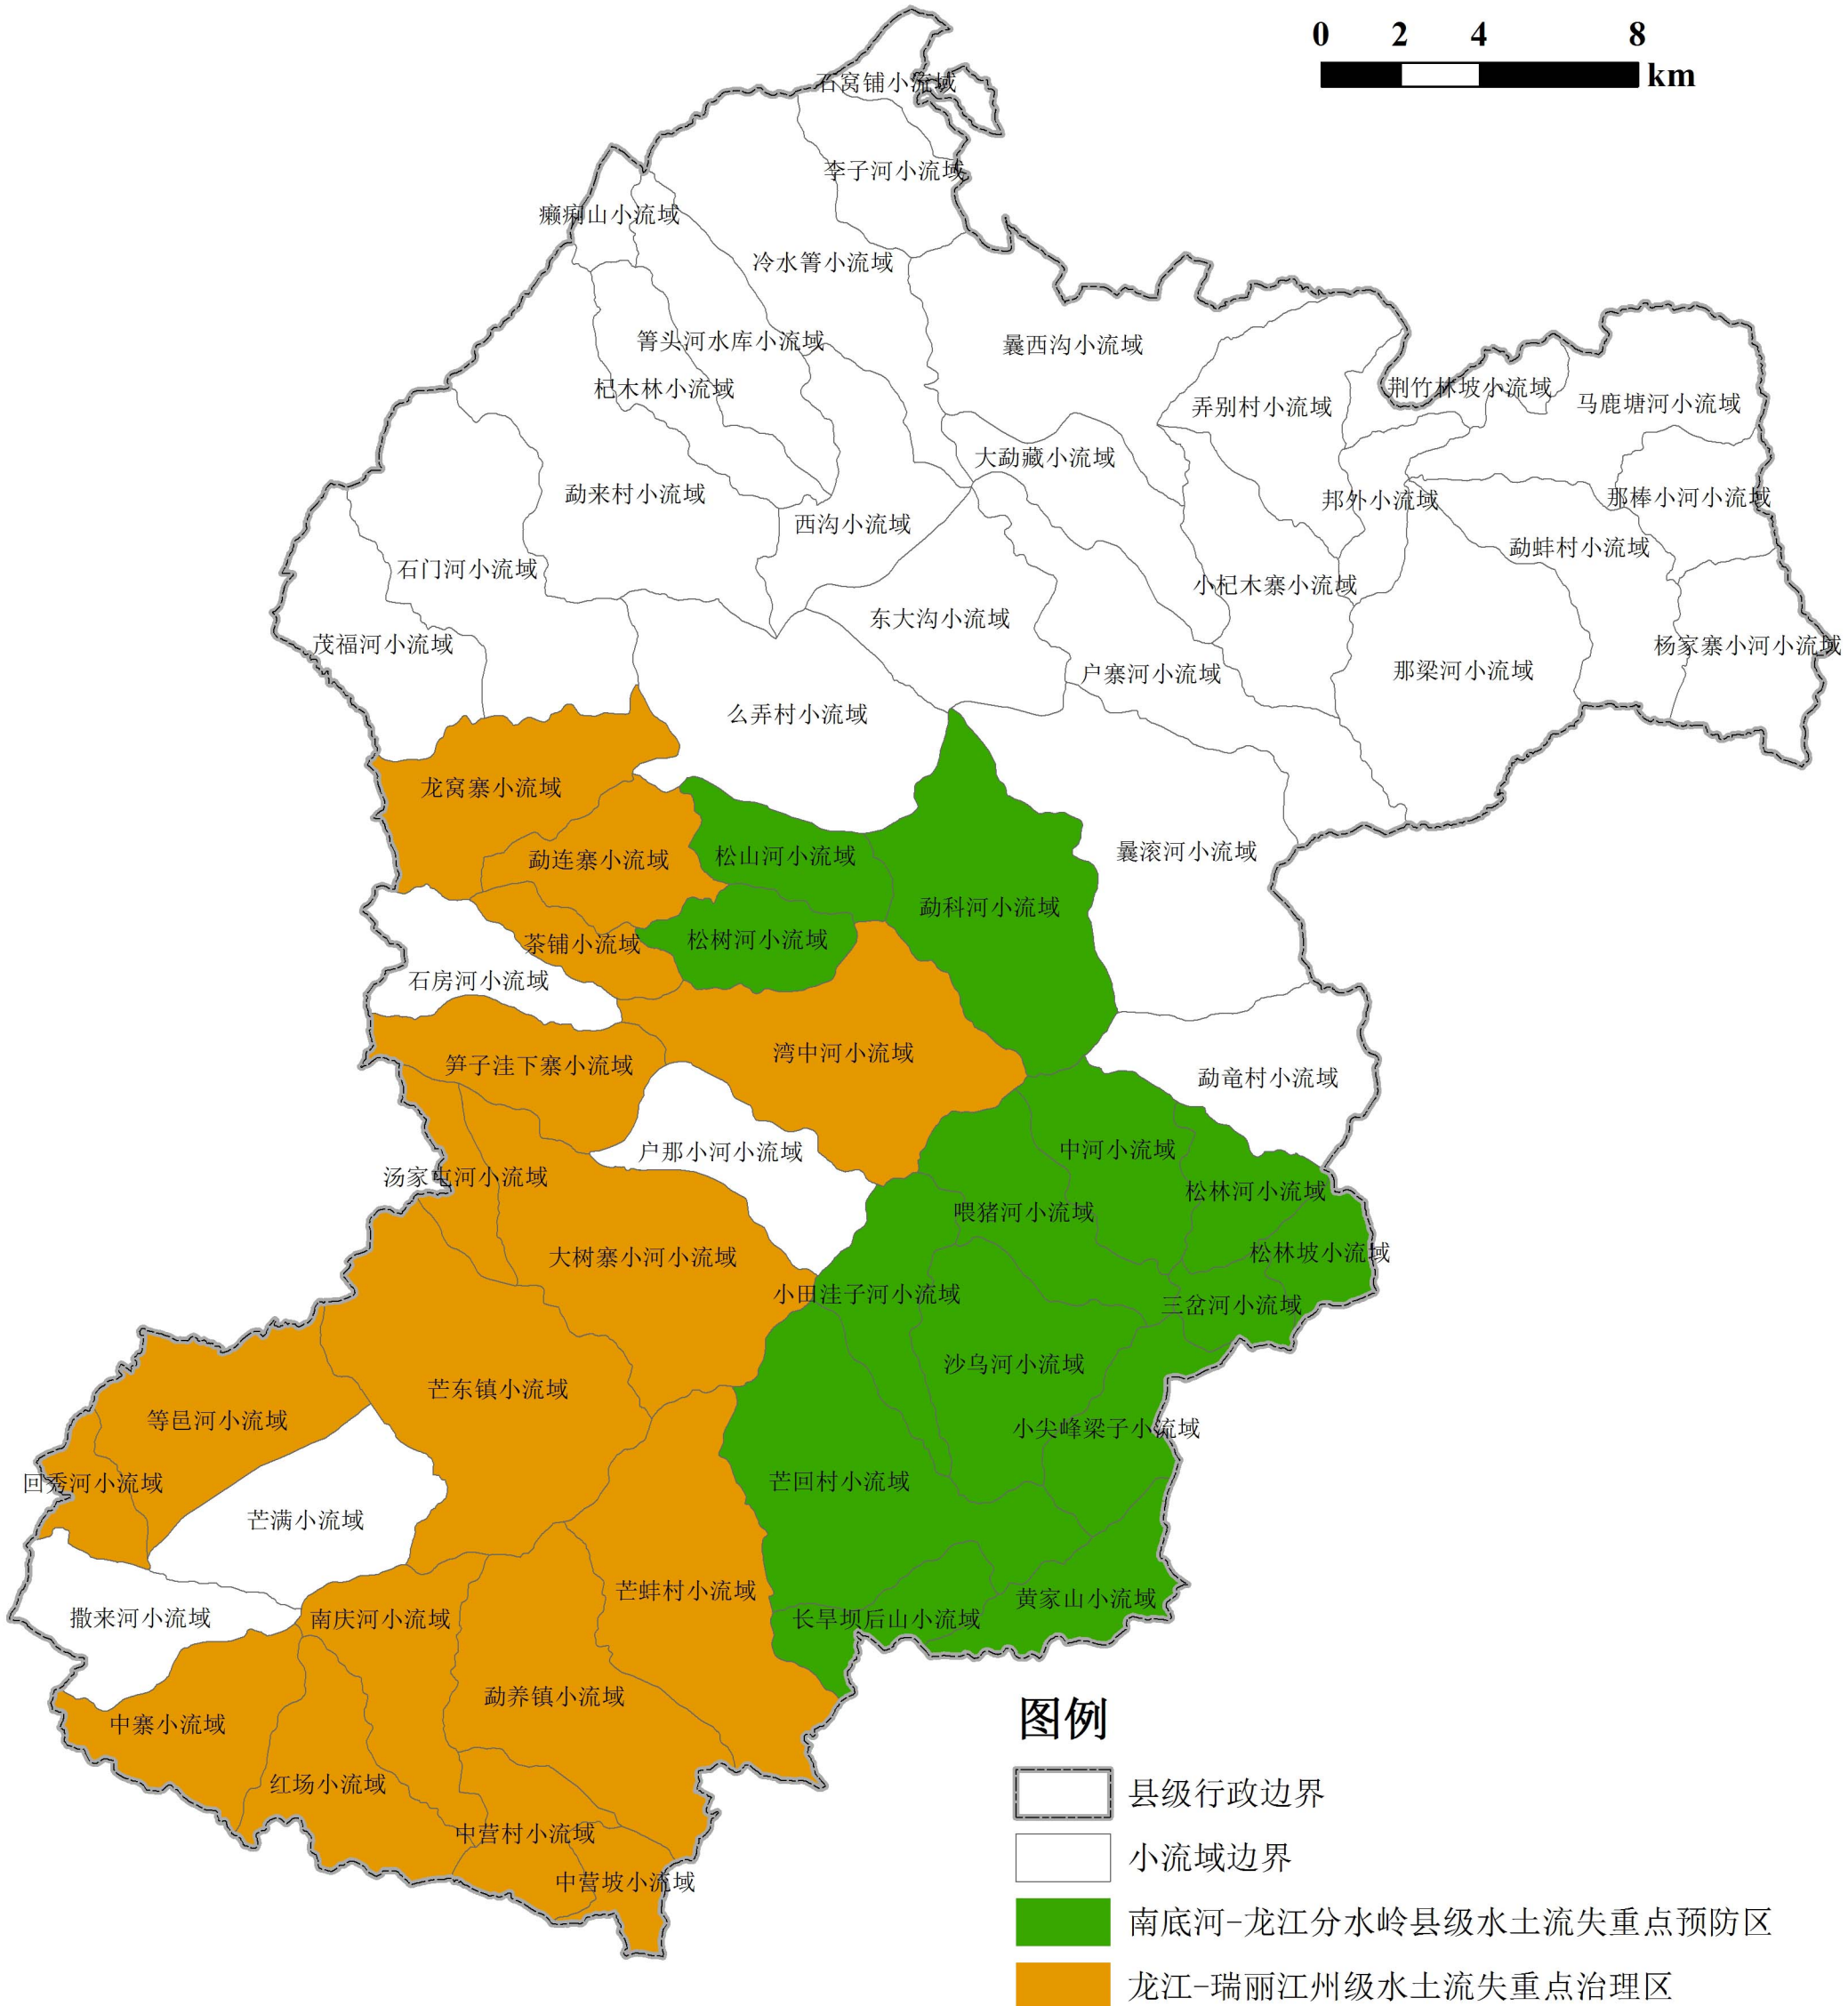 0 2 4 8
km
石窝铺小流域
李子河小流域
癞痢山小流域
冷水箐小流域
箐头河水库小流域
曩西沟小流域
杞木林小流域
荆竹林坡小流域
弄别村小流域
马鹿塘河小流域
大勐藏小流域
勐来村小流域
邦外小流域
那棒小河小流域
西沟小流域
勐蚌村小流域
石门河小流域
小杞木寨小流域
东大沟小流域
茂福河小流域
杨家寨小河小流域
户寨河小流域
那梁河小流域
么弄村小流域
龙窝寨小流域
勐连寨小流域
松山河小流域
曩滚河小流域
勐科河小流域
茶铺小流域
松树河小流域
石房河小流域
湾中河小流域
笋子洼下寨小流域
勐竜村小流域
户那小河小流域
中河小流域
汤家屯河小流域
松林河小流域
喂猪河小流域
大树寨小河小流域
松林坡小流域
小田洼子河小流域
三岔河小流域
沙乌河小流域
芒东镇小流域
等邑河小流域
小尖峰梁子小流域
回秀河小流域
芒回村小流域
芒满小流域
芒蚌村小流域
黄家山小流域
撒来河小流域
南庆河小流域
长旱坝后山小流域
勐养镇小流域
中寨小流域
红场小流域
中营村小流域
中营坡小流域
图例
县级行政边界
小流域边界
南底河-龙江分水岭县级水土流失重点预防区
龙江-瑞丽江州级水土流失重点治理区